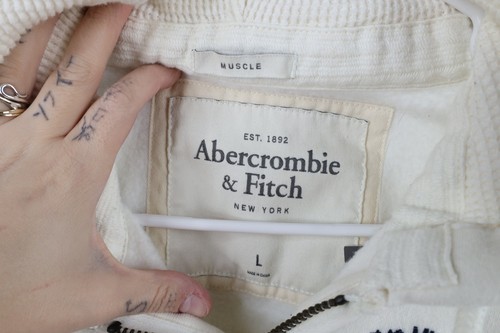 MUSCLE
EST. 1892
Abercrombie
& Fitch
NEW YORK
L